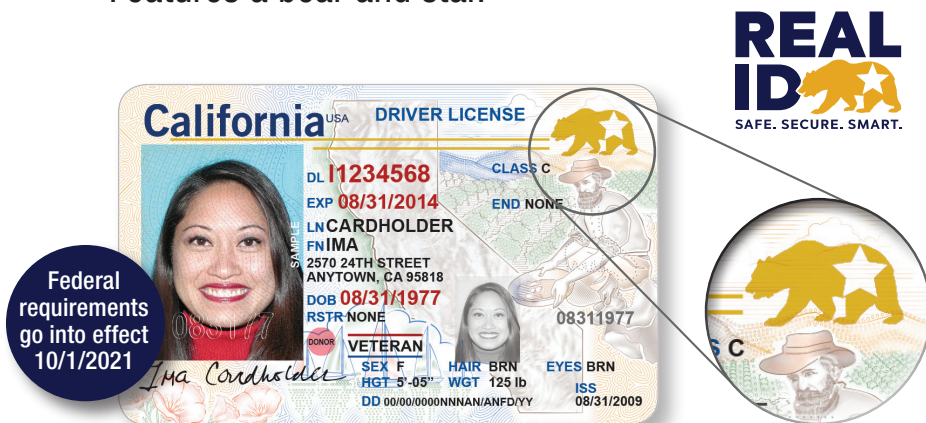 Features a bear and star.
REAL
ID
SAFE. SECURE. SMART.
California USA DRIVER LICENSE
DL I1234568 CLASS C
EXP 08/31/2014 END NONE
LN CARDHOLDER
FN IMA
2570 24TH STREET
ANYTOWN, CA 95818
DOB 08/31/1977
RSTR NONE 08311977
SAMPLE
083177
DONOR
VETERAN
SEX F HAIR BRN EYES BRN
HGT 5'-05" WGT 125 lb ISS
DD 00/00/0000NNNAN/ANFD/YY 08/31/2009
Ima Cardholder
Federal
requirements
go into effect
10/1/2021
S C